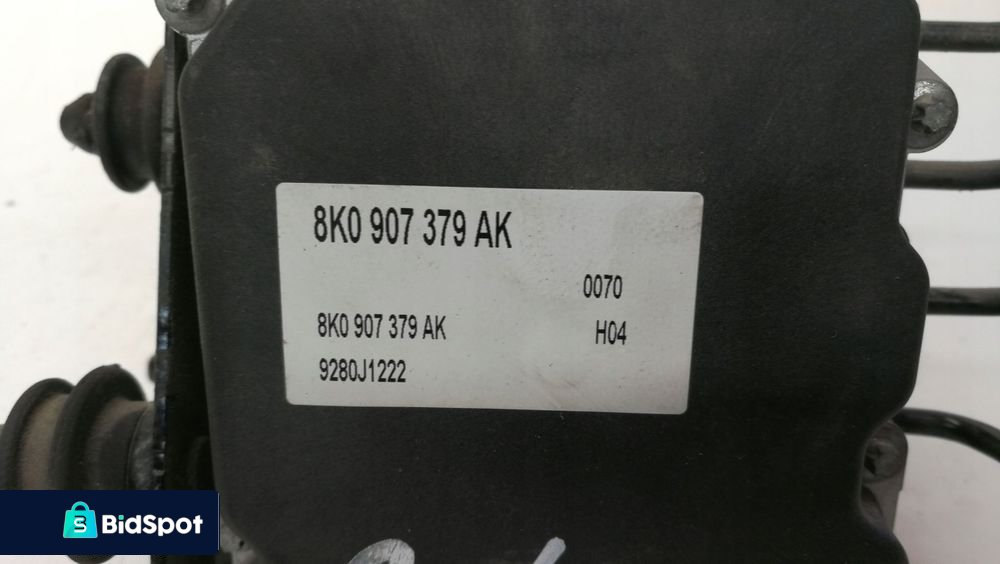 8K0 907 379 AK
0070
8K0 907 379 AK H04
9280J1222
BidSpot